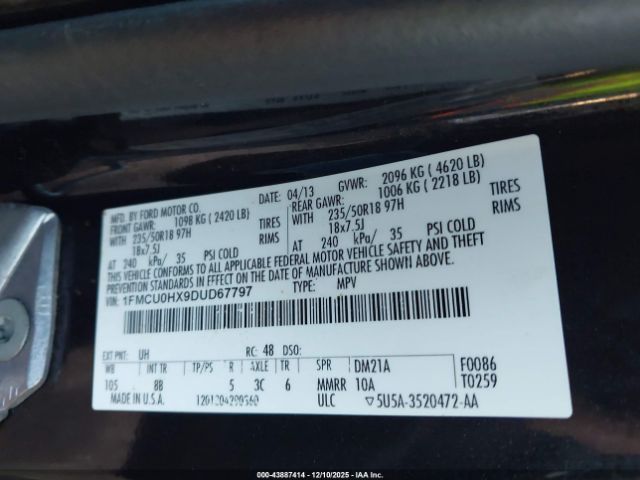 MFD. BY FORD MOTOR CO.
DATE: 04/13 GVWR: 2096 KG ( 4620 LB)
FRONT GAWR: 1098 KG ( 2420 LB)
REAR GAWR: 1006 KG ( 2218 LB)
WITH 235/50R18 97H TIRES
WITH 235/50R18 97H TIRES
18x7.5J RIMS
18x7.5J RIMS
AT 240 kPa/ 35 PSI COLD
AT 240 kPa/ 35 PSI COLD
THIS VEHICLE CONFORMS TO ALL APPLICABLE FEDERAL MOTOR VEHICLE SAFETY AND THEFT
PREVENTION STANDARDS IN EFFECT ON THE DATE OF MANUFACTURE SHOWN ABOVE.
1FMCU0HX9DUD67797 TYPE: MPV
EXT PNT: UH RC: 48 DSO:
WB INT TR TP/PS R AXLE TR SPR DM21A F0086
105 8B 5 3C 6 MMRR 10A T0259
MADE IN U.S.A. ULC 5U5A-3520472-AA
000-43887414 - 12/10/2025 - Copyright IAA, LLC